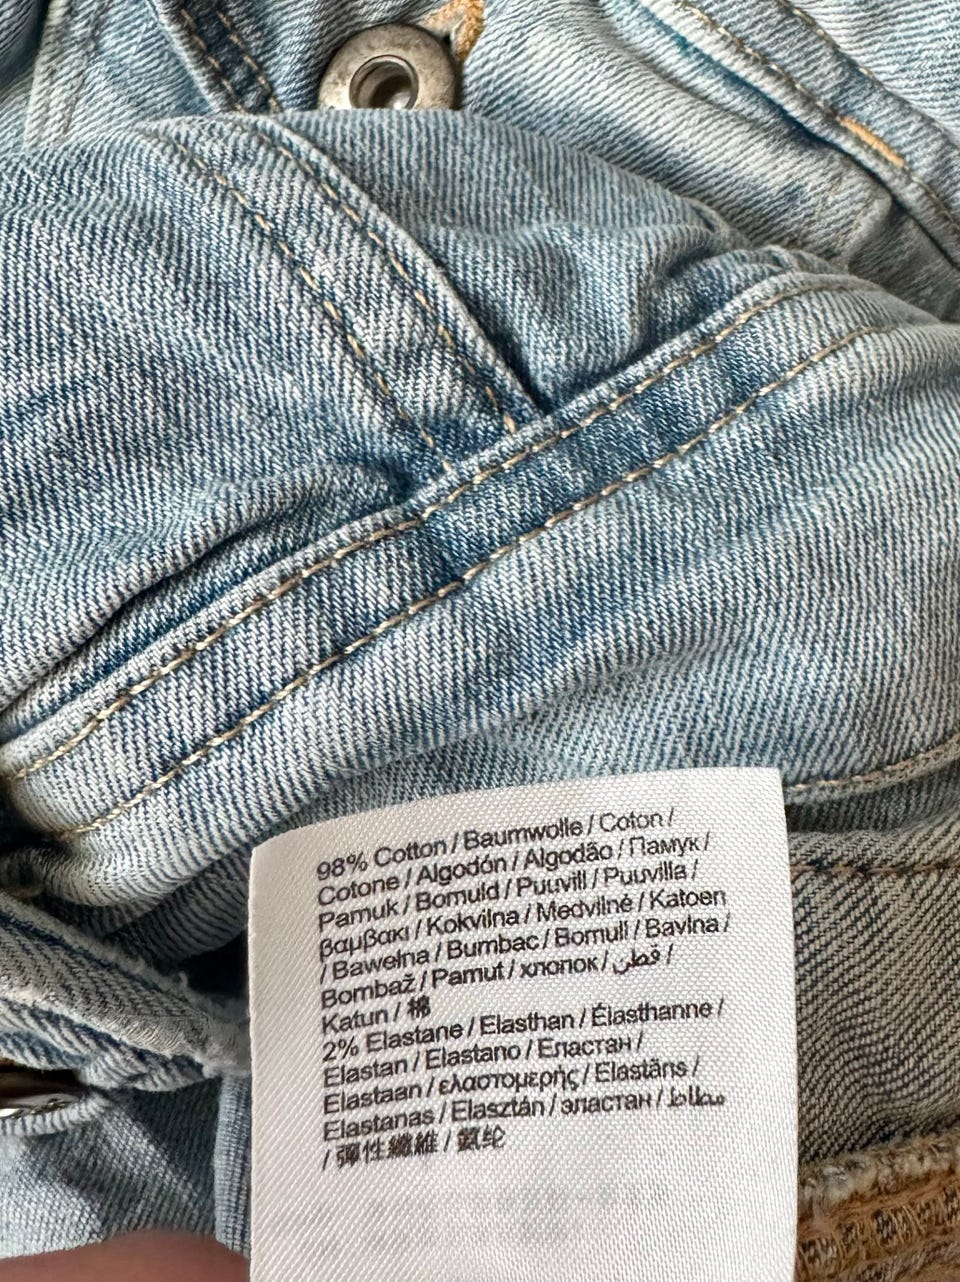 98% Cotton / Baumwolle / Coton /
Cotone / Algodón / Algodão / Памук /
Pamuk / Bomuld / Puuvill / Puuvilla /
βαμβακι / Kokvilna / Medvilné / Katoen
/ Bawełna / Bumbac / Bomull / Bavlna /
Bombaž / Pamut / хлопок / قطن /
Katun / 棉
2% Elastane / Elasthan / Élasthanne /
Elastan / Elastano / Еластан /
Elastaan / ελαστομερής / Elastāns /
Elastanas / Elasztán / эластан / مطاط
/ 彈性纖維 / 氨纶